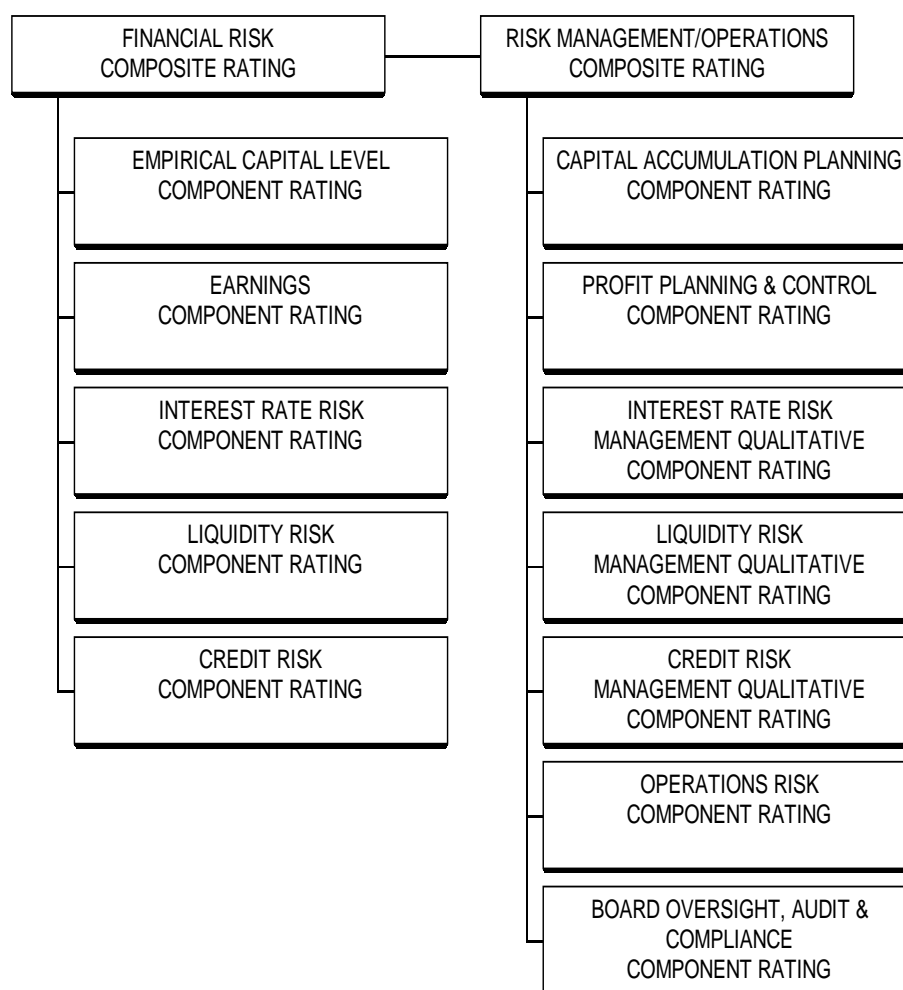 FINANCIAL RISK
COMPOSITE RATING
EMPIRICAL CAPITAL LEVEL
COMPONENT RATING
EARNINGS
COMPONENT RATING
INTEREST RATE RISK
COMPONENT RATING
LIQUIDITY RISK
COMPONENT RATING
CREDIT RISK
COMPONENT RATING
RISK MANAGEMENT/OPERATIONS
COMPOSITE RATING
CAPITAL ACCUMULATION PLANNING
COMPONENT RATING
PROFIT PLANNING & CONTROL
COMPONENT RATING
INTEREST RATE RISK
MANAGEMENT QUALITATIVE
COMPONENT RATING
LIQUIDITY RISK
MANAGEMENT QUALITATIVE
COMPONENT RATING
CREDIT RISK
MANAGEMENT QUALITATIVE
COMPONENT RATING
OPERATIONS RISK
COMPONENT RATING
BOARD OVERSIGHT, AUDIT &
COMPLIANCE
COMPONENT RATING